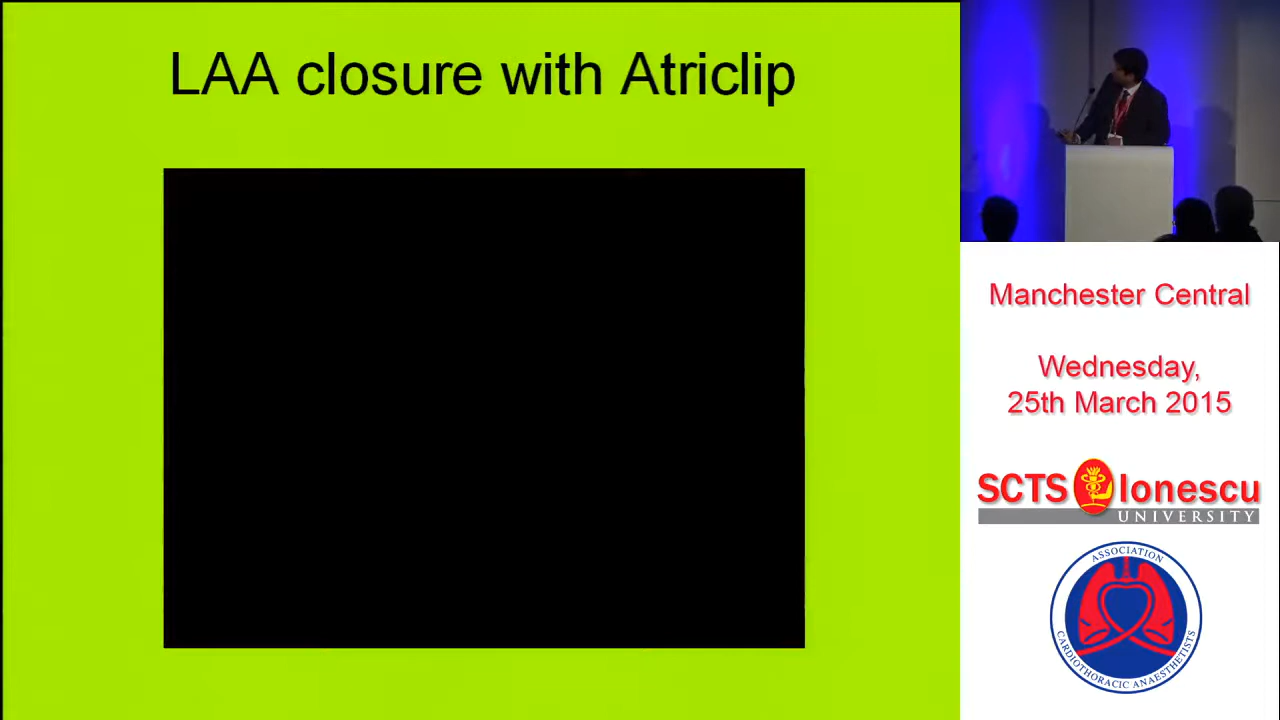 LAA closure with Atriclip
Manchester Central
Wednesday,
25th March 2015
SCTS Ionescu
UNIVERSITY
ASSOCIATION
CARDIOTHORACIC ANAESTHETISTS